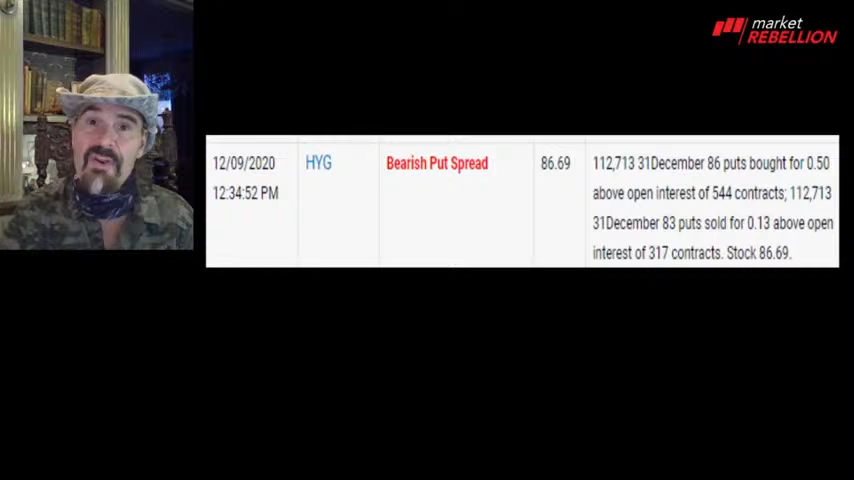 market
REBELLION
12/09/2020
12:34:52 PM
HYG
Bearish Put Spread
86.69
112,713 31December 86 puts bought for 0.50
above open interest of 544 contracts; 112,713
31December 83 puts sold for 0.13 above open
interest of 317 contracts. Stock 86.69.